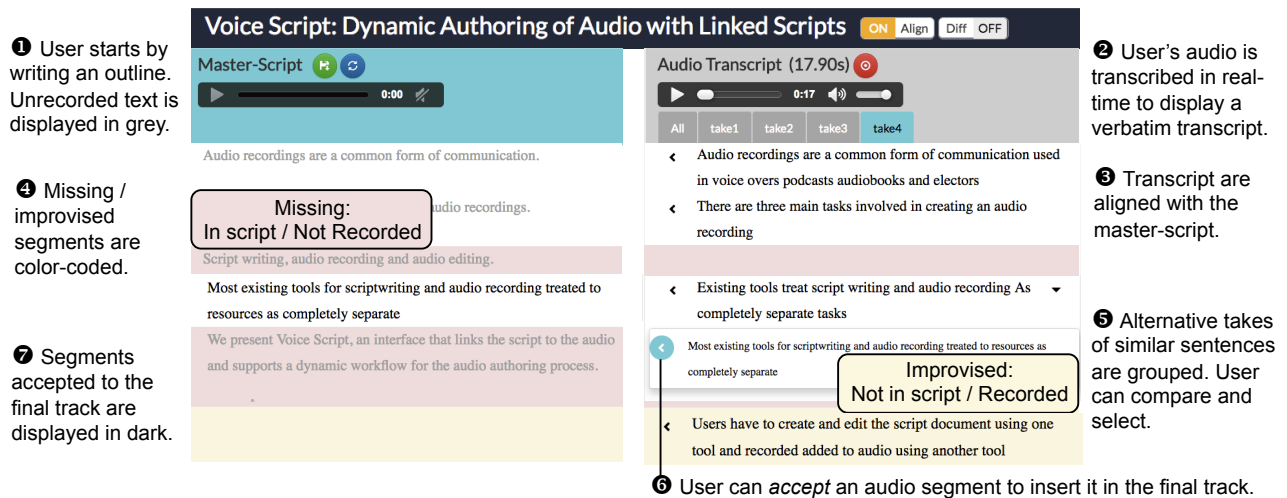 Voice Script: Dynamic Authoring of Audio with Linked Scripts ON Align Diff OFF
❶ User starts by
writing an outline.
Unrecorded text is
displayed in grey.
❹ Missing /
improvised
segments are
color-coded.
❼ Segments
accepted to the
final track are
displayed in dark.
Master-Script
0:00
Audio recordings are a common form of communication.
Missing:
In script / Not Recorded
audio recordings.
Script writing, audio recording and audio editing.
Most existing tools for scriptwriting and audio recording treated to
resources as completely separate
We present Voice Script, an interface that links the script to the audio
and supports a dynamic workflow for the audio authoring process.
Audio Transcript (17.90s)
0:17
All take1 take2 take3 take4
Audio recordings are a common form of communication used
in voice overs podcasts audiobooks and electors
There are three main tasks involved in creating an audio
recording
Existing tools treat script writing and audio recording As
completely separate tasks
Most existing tools for scriptwriting and audio recording treated to resources as
completely separate
Improvised:
Not in script / Recorded
Users have to create and edit the script document using one
tool and recorded added to audio using another tool
❷ User's audio is
transcribed in real-
time to display a
verbatim transcript.
❸ Transcript are
aligned with the
master-script.
❺ Alternative takes
of similar sentences
are grouped. User
can compare and
select.
❻ User can accept an audio segment to insert it in the final track.